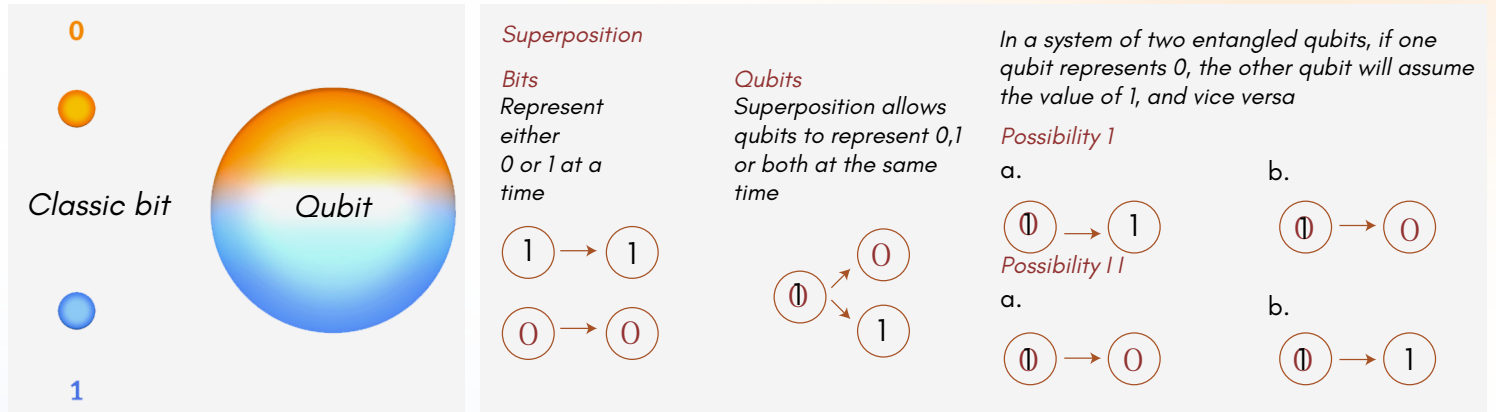 0
Classic bit
Qubit
1
Superposition
Bits
Represent
either
0 or 1 at a
time
1 → 1
0 → 0
Qubits
Superposition allows
qubits to represent 0,1
or both at the same
time
0
1
In a system of two entangled qubits, if one
qubit represents 0, the other qubit will assume
the value of 1, and vice versa
Possibility 1
a.
b.
1
0
Possibility II
a.
b.
0
1